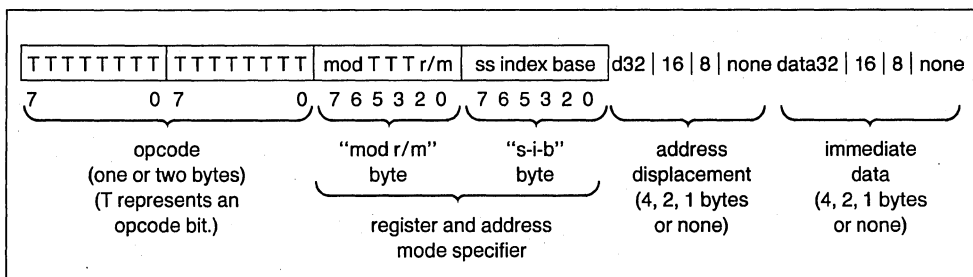 TTTTTTTT TTTTTTTT mod TTT r/m ss index base d32 | 16 | 8 | none data32 | 16 | 8 | none
7 0 7 0 7 6 5 3 2 0 7 6 5 3 2 0
opcode
(one or two bytes)
(T represents an
opcode bit.)
“mod r/m”
byte
“s-i-b”
byte
register and address
mode specifier
address
displacement
(4, 2, 1 bytes
or none)
immediate
data
(4, 2, 1 bytes
or none)